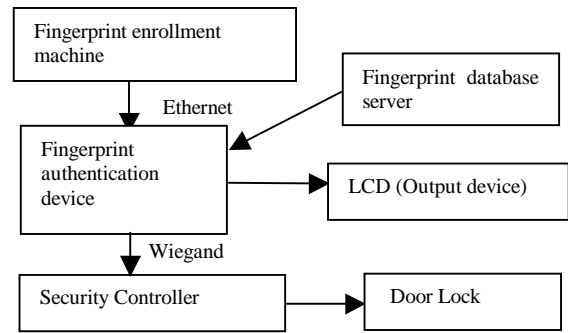 Fingerprint enrollment
machine
Fingerprint database
server
Ethernet
Fingerprint
authentication
device
LCD (Output device)
Wiegand
Security Controller
Door Lock